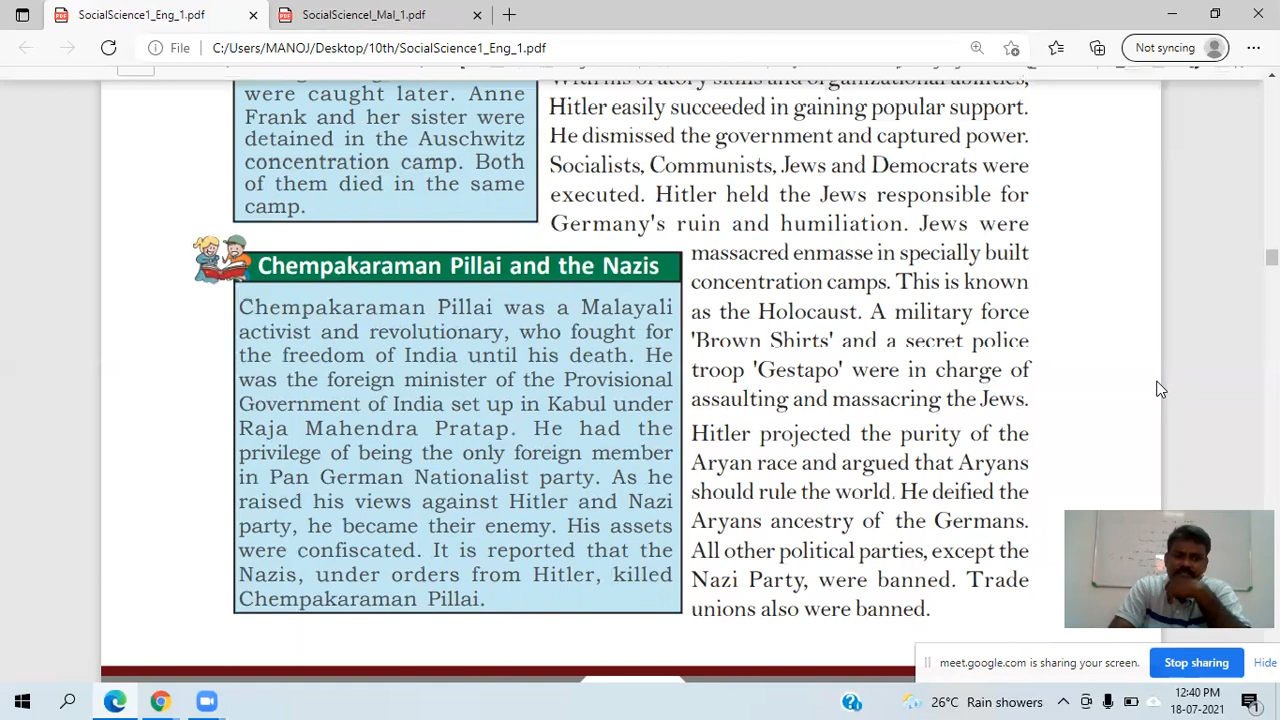 SocialScience1_Eng_1.pdf
SocialScienceI_Mal_1.pdf
File
C:/Users/MANOJ/Desktop/10th/SocialScience1_Eng_1.pdf
Not syncing
were caught later. Anne
Frank and her sister were
detained in the Auschwitz
concentration camp. Both
of them died in the same
camp.
With his oratory skills and organizational abilities,
Hitler easily succeeded in gaining popular support.
He dismissed the government and captured power.
Socialists, Communists, Jews and Democrats were
executed. Hitler held the Jews responsible for
Germany's ruin and humiliation. Jews were
massacred enmasse in specially built
concentration camps. This is known
as the Holocaust. A military force
'Brown Shirts' and a secret police
troop 'Gestapo' were in charge of
assaulting and massacring the Jews.
Hitler projected the purity of the
Aryan race and argued that Aryans
should rule the world. He deified the
Aryans ancestry of the Germans.
All other political parties, except the
Nazi Party, were banned. Trade
unions also were banned.
Chempakaraman Pillai and the Nazis
Chempakaraman Pillai was a Malayali
activist and revolutionary, who fought for
the freedom of India until his death. He
was the foreign minister of the Provisional
Government of India set up in Kabul under
Raja Mahendra Pratap. He had the
privilege of being the only foreign member
in Pan German Nationalist party. As he
raised his views against Hitler and Nazi
party, he became their enemy. His assets
were confiscated. It is reported that the
Nazis, under orders from Hitler, killed
Chempakaraman Pillai.
meet.google.com is sharing your screen.
Stop sharing
Hide
26°C Rain showers
12:40 PM
18-07-2021